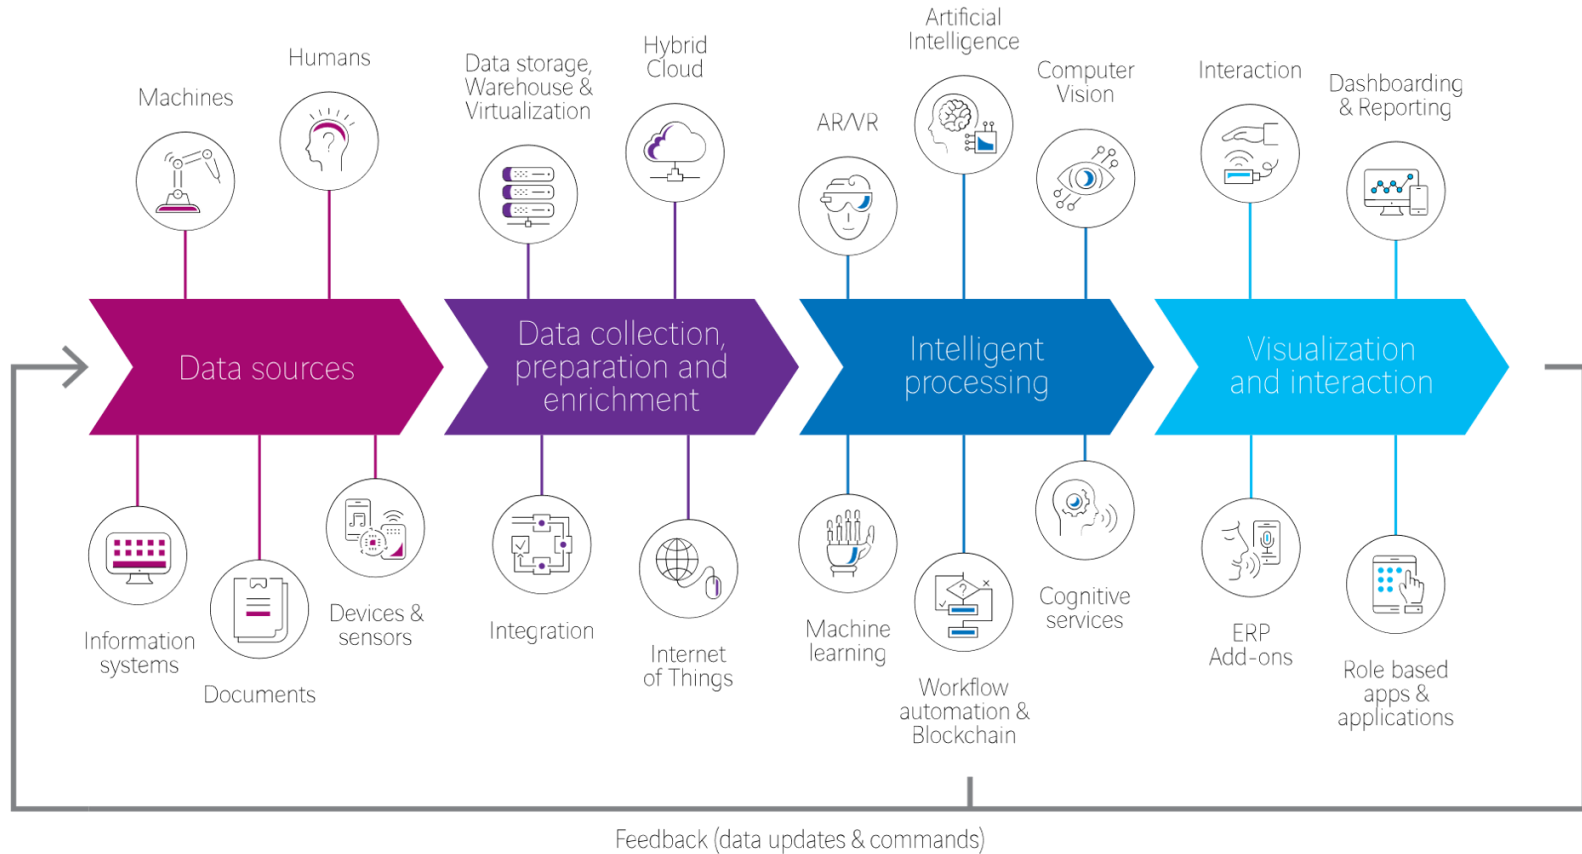 Machines
Humans
Data storage,
Warehouse &
Virtualization
Hybrid
Cloud
AR/VR
Artificial
Intelligence
Computer
Vision
Interaction
Dashboarding
& Reporting
Data sources
Data collection,
preparation and
enrichment
Intelligent
processing
Visualization
and interaction
Information
systems
Documents
Devices &
sensors
Integration
Internet
of Things
Machine
learning
Workflow
automation &
Blockchain
Cognitive
services
ERP
Add-ons
Role based
apps &
applications
Feedback (data updates & commands)